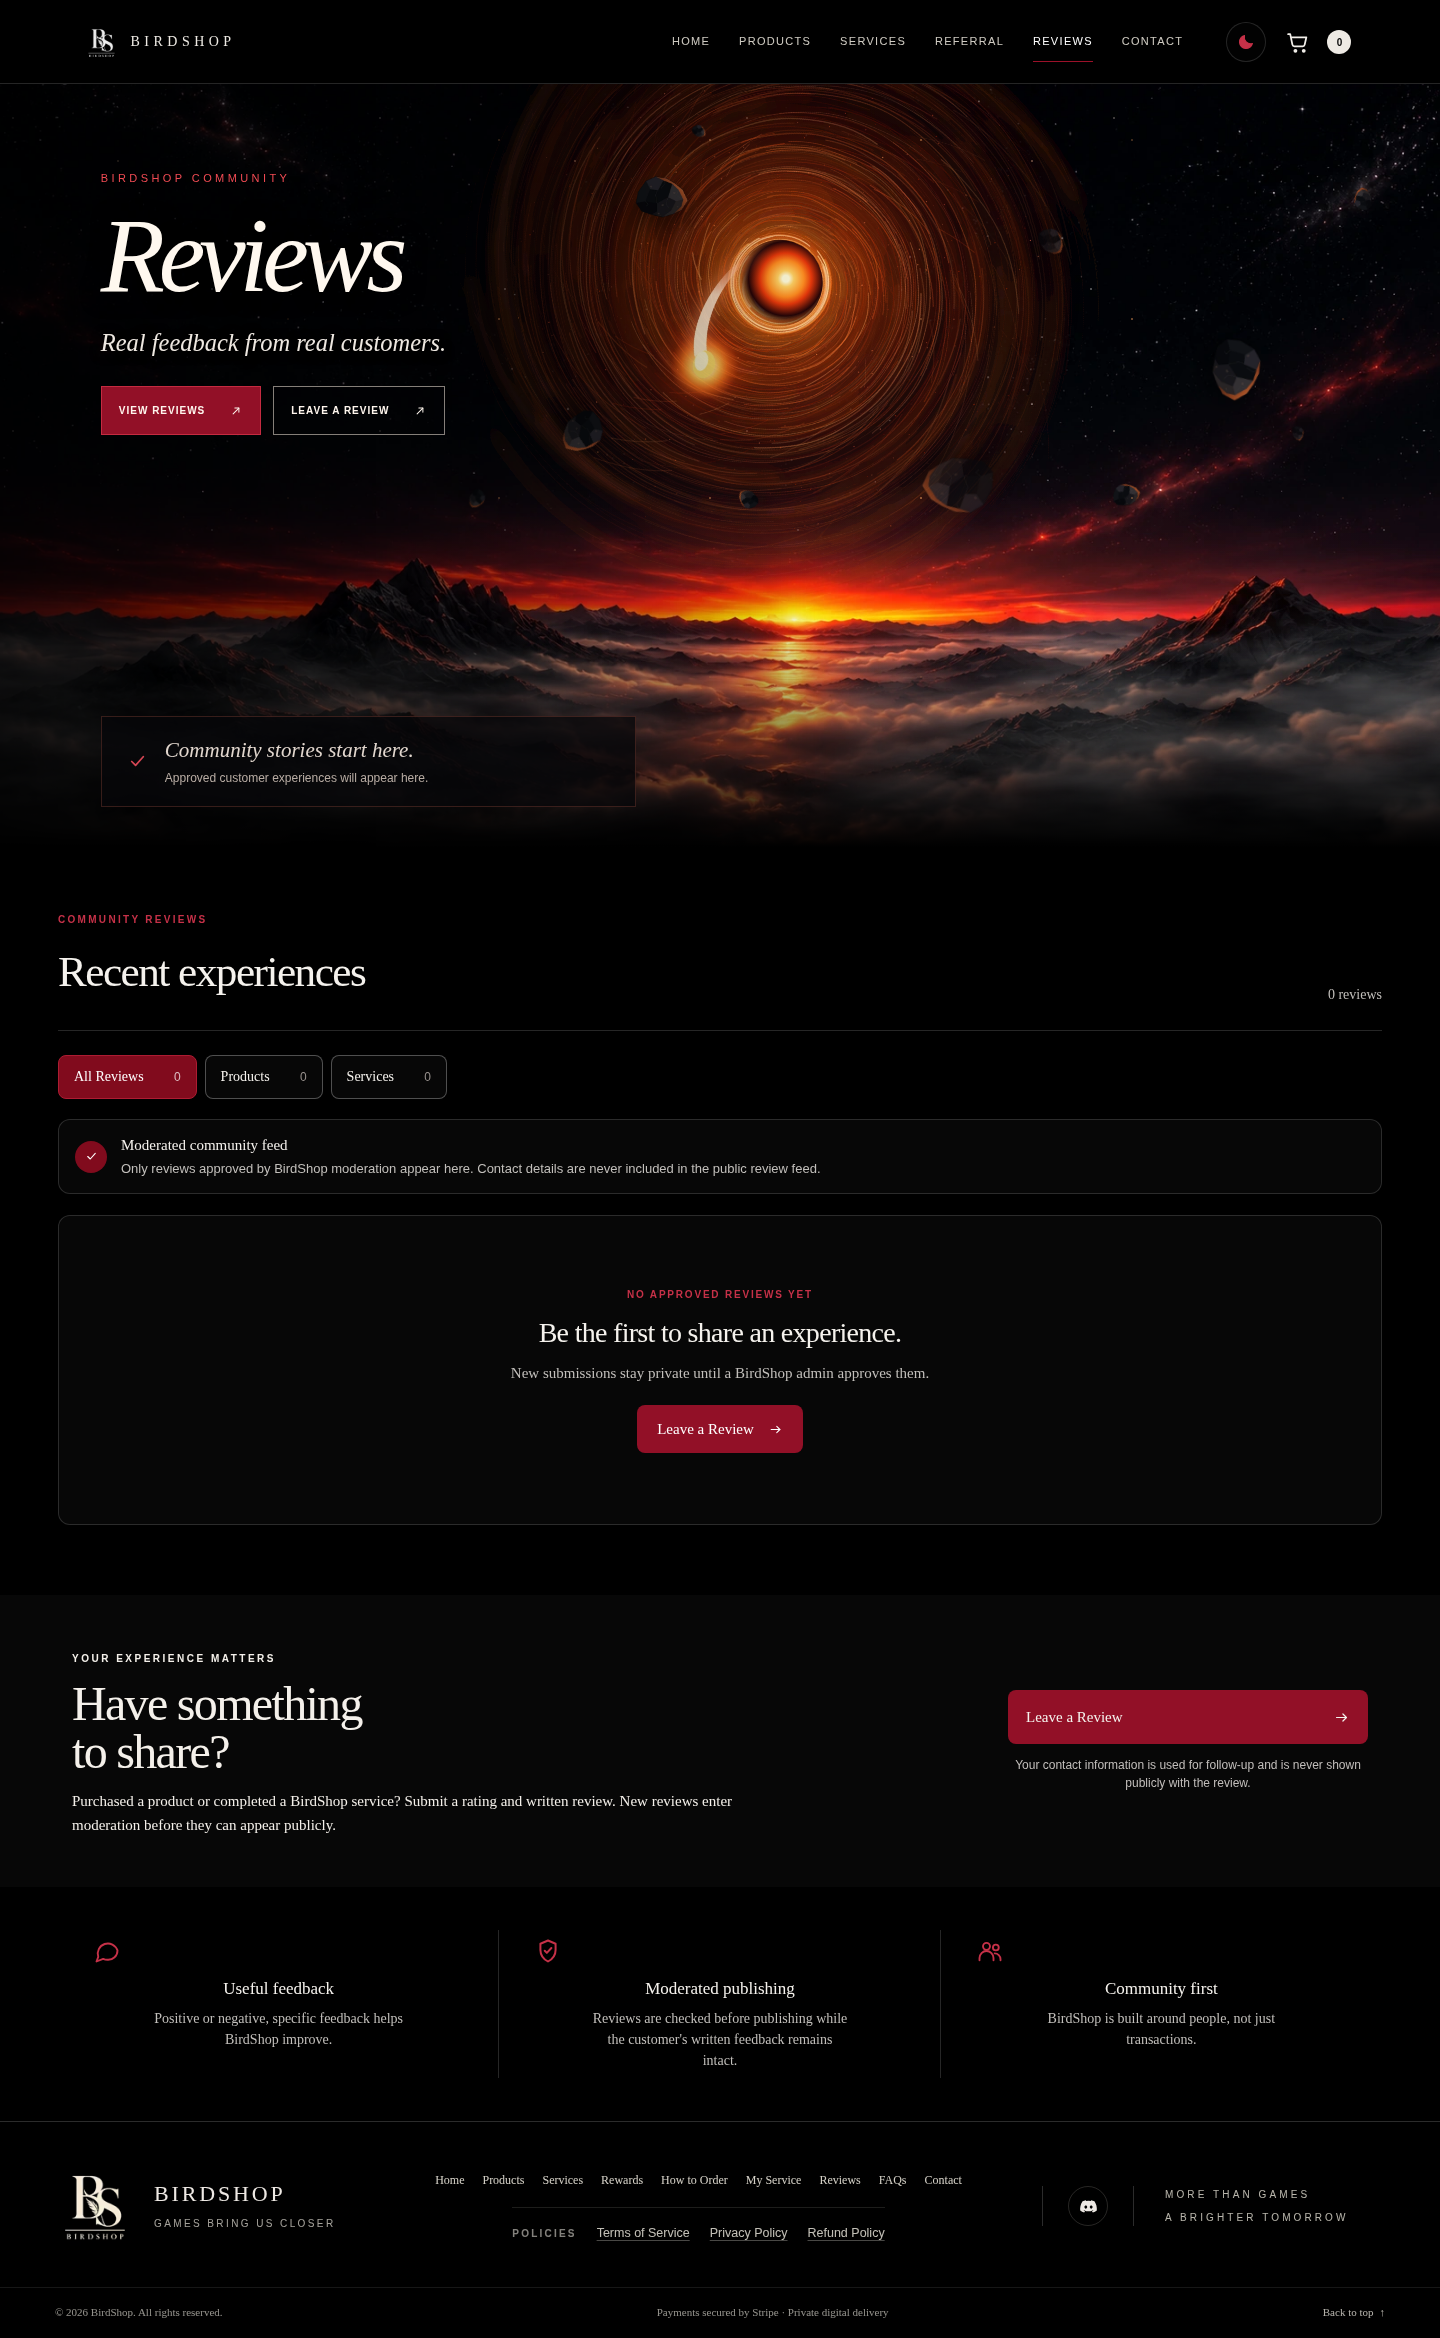 BS
BIRDSHOP
BIRDSHOP
HOME PRODUCTS SERVICES REFERRAL REVIEWS CONTACT 0
BIRDSHOP COMMUNITY
Reviews
Real feedback from real customers.
VIEW REVIEWS LEAVE A REVIEW
Community stories start here.
Approved customer experiences will appear here.
COMMUNITY REVIEWS
Recent experiences
0 reviews
All Reviews 0 Products 0 Services 0
Moderated community feed
Only reviews approved by BirdShop moderation appear here. Contact details are never included in the public review feed.
NO APPROVED REVIEWS YET
Be the first to share an experience.
New submissions stay private until a BirdShop admin approves them.
Leave a Review →
YOUR EXPERIENCE MATTERS
Have something
to share?
Purchased a product or completed a BirdShop service? Submit a rating and written review. New reviews enter
moderation before they can appear publicly.
Leave a Review →
Your contact information is used for follow-up and is never shown
publicly with the review.
Useful feedback
Positive or negative, specific feedback helps
BirdShop improve.
Moderated publishing
Reviews are checked before publishing while
the customer's written feedback remains
intact.
Community first
BirdShop is built around people, not just
transactions.
BS
BIRDSHOP
BIRDSHOP
GAMES BRING US CLOSER
Home Products Services Rewards How to Order My Service Reviews FAQs Contact
POLICIES Terms of Service Privacy Policy Refund Policy
MORE THAN GAMES
A BRIGHTER TOMORROW
© 2026 BirdShop. All rights reserved.
Payments secured by Stripe · Private digital delivery
Back to top ↑